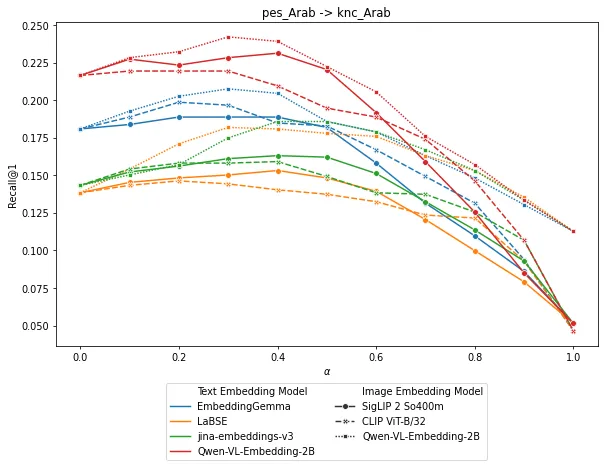 pes_Arab -> knc_Arab
0.250
0.225
0.200
0.175
0.150
0.125
0.100
0.075
0.050
Recall@1
0.0 0.2 0.4 0.6 0.8 1.0
α
Text Embedding Model Image Embedding Model
EmbeddingGemma SigLIP 2 So400m
LaBSE CLIP ViT-B/32
jina-embeddings-v3 Qwen-VL-Embedding-2B
Qwen-VL-Embedding-2B